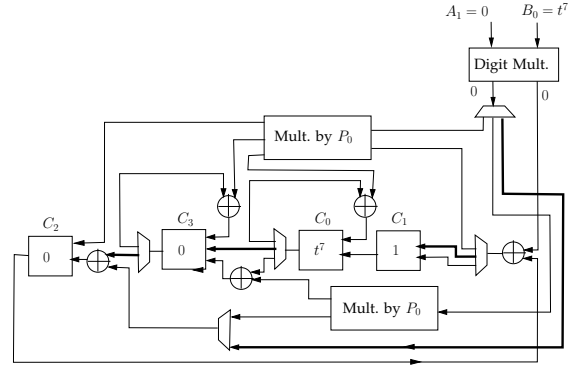 A₁ = 0 B₀ = t⁷
Digit Mult.
0 0
Mult. by P₀
C₂ C₃ C₀ C₁
0 0 t⁷ 1
Mult. by P₀